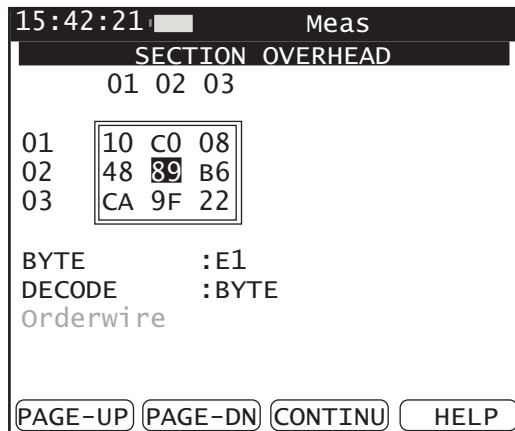 15:42:21 Meas
SECTION OVERHEAD
01 02 03
01 10 C0 08
02 48 89 B6
03 CA 9F 22
BYTE :E1
DECODE :BYTE
Orderwire
PAGE-UP PAGE-DN CONTINU HELP